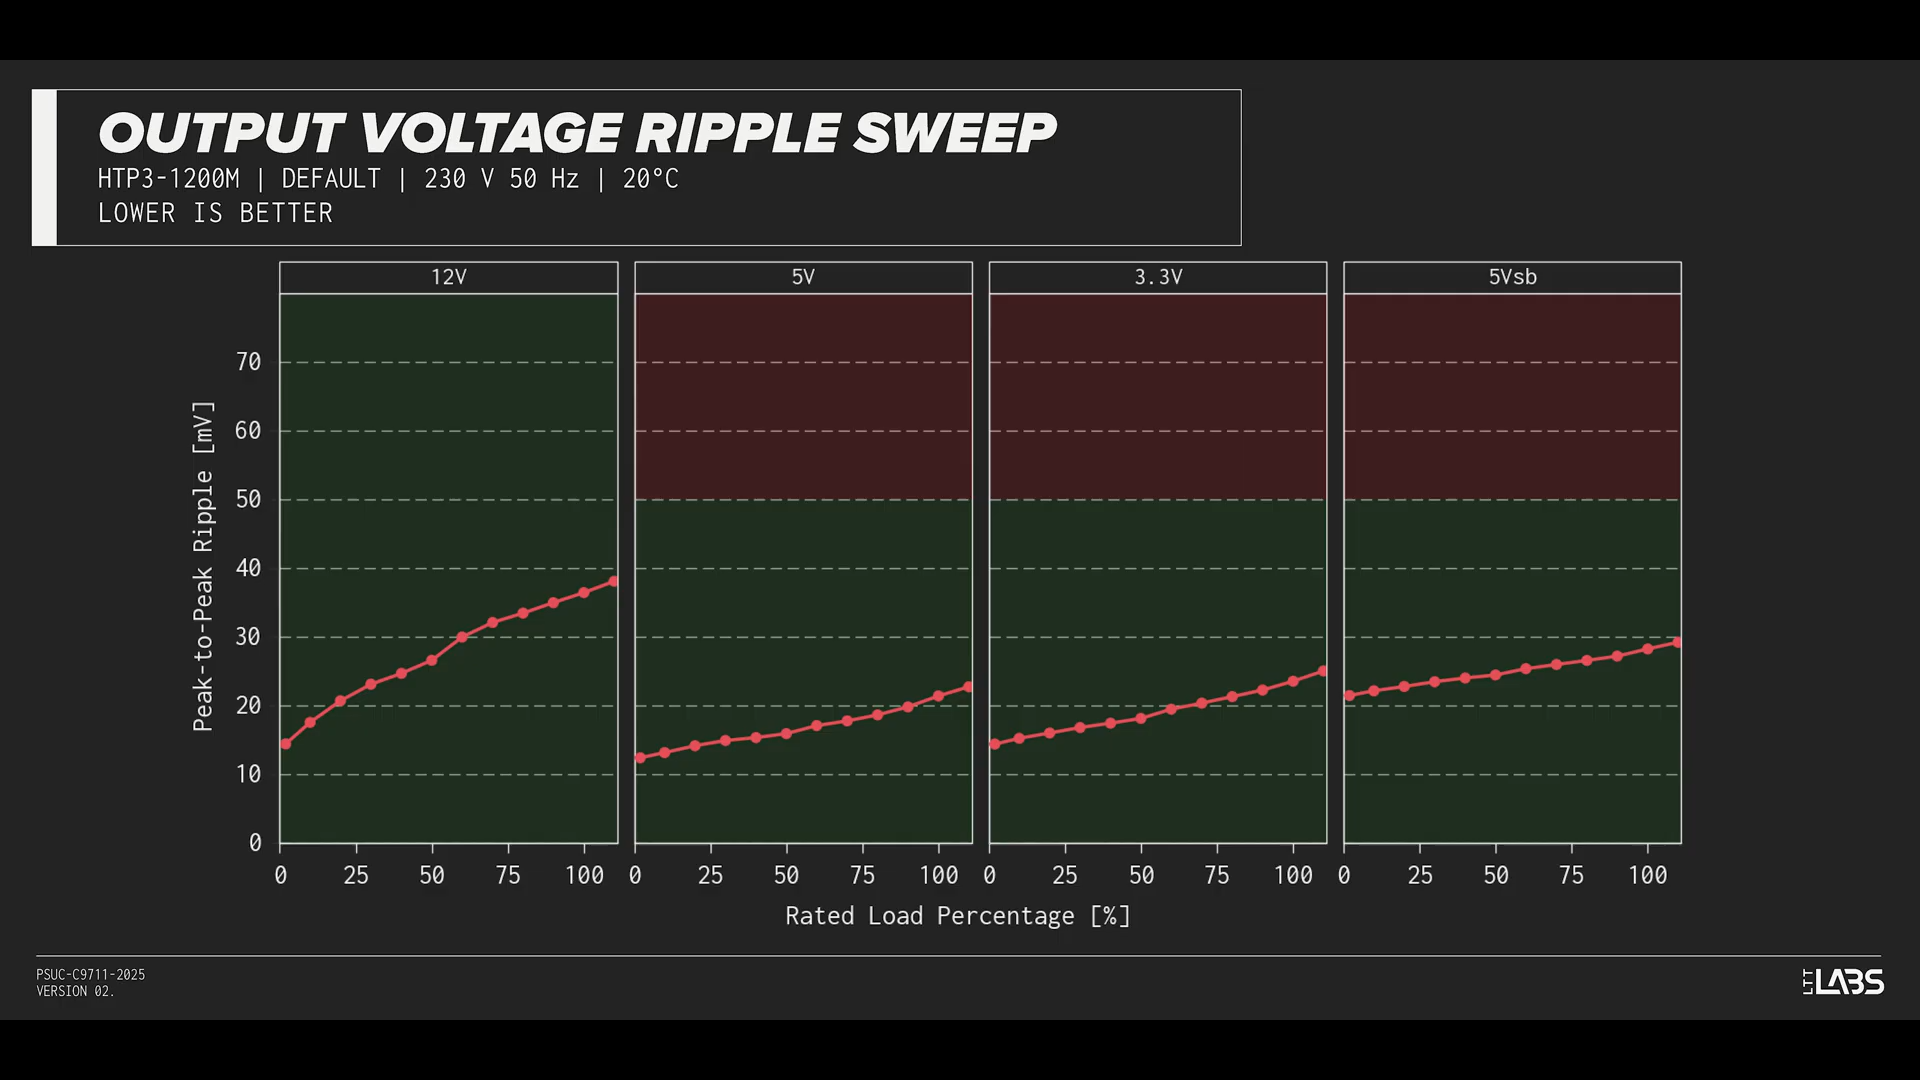 OUTPUT VOLTAGE RIPPLE SWEEP
HTP3-1200M | DEFAULT | 230 V 50 Hz | 20°C
LOWER IS BETTER
12V 5V 3.3V 5Vsb
Peak-to-Peak Ripple [mV]
70
60
50
40
30
20
10
0
0 25 50 75 100 0 25 50 75 100 0 25 50 75 100 0 25 50 75 100
Rated Load Percentage [%]
PSUC-C9711-2025
VERSION 02.
LTT LABS